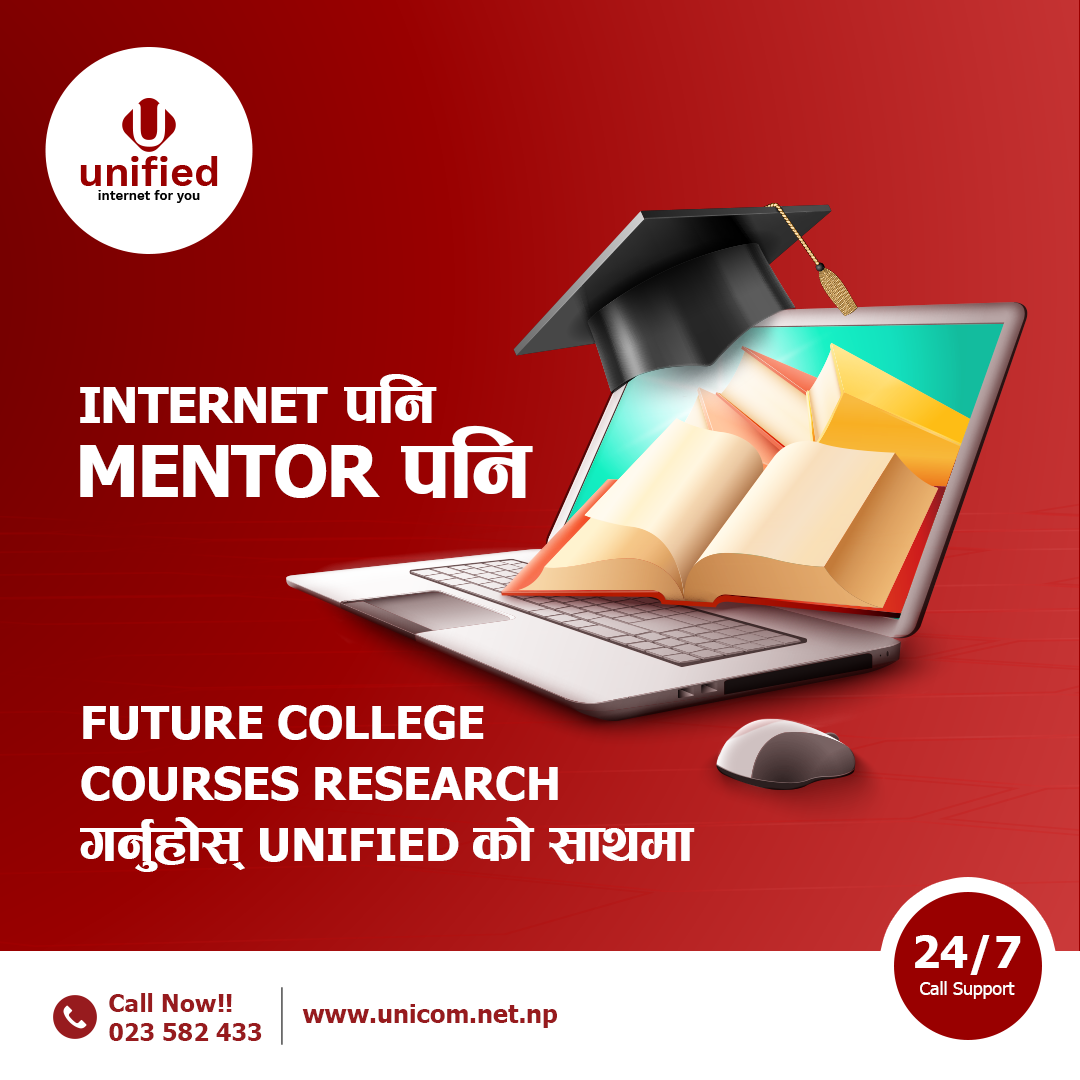 U
unified
internet for you
INTERNET पनि
MENTOR पनि
FUTURE COLLEGE
COURSES RESEARCH
गर्नुहोस् UNIFIED को साथमा
24/7
Call Support
Call Now!!
023 582 433
www.unicom.net.np